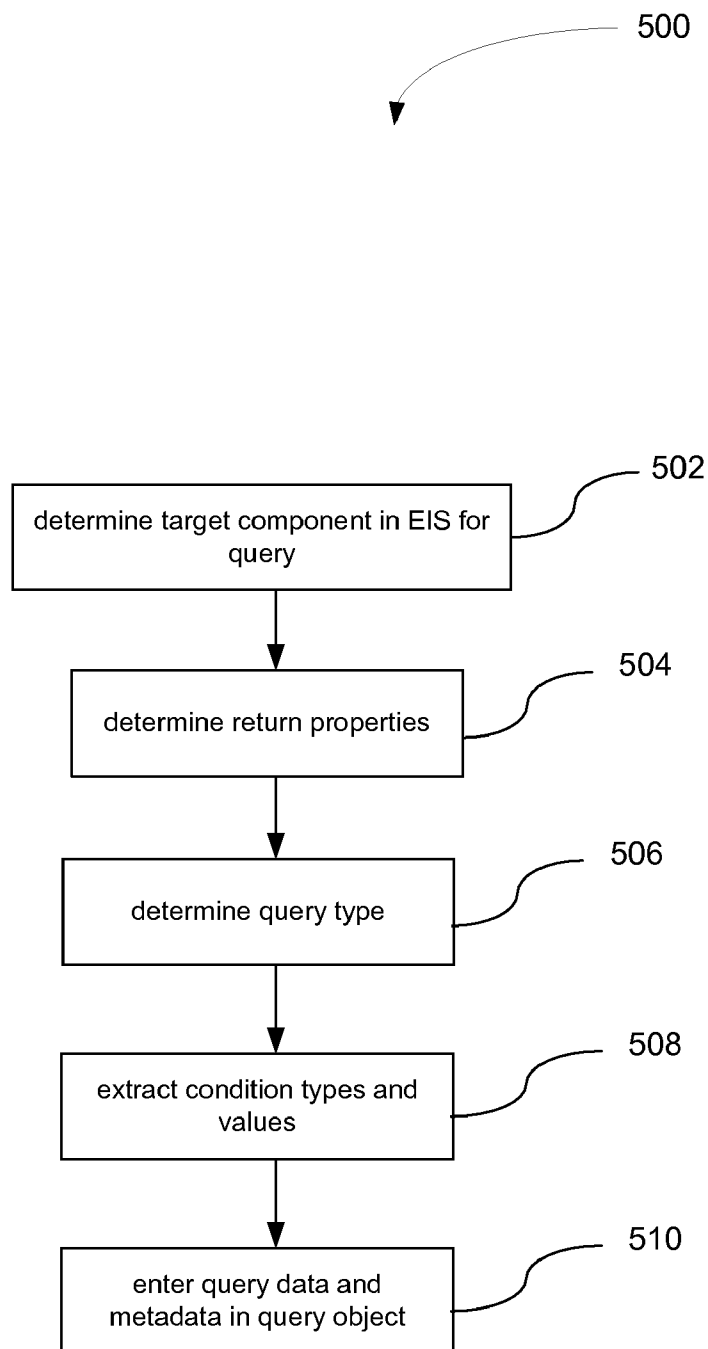 500
502
determine target component in EIS for
query
504
determine return properties
506
determine query type
508
extract condition types and
values
510
enter query data and
metadata in query object